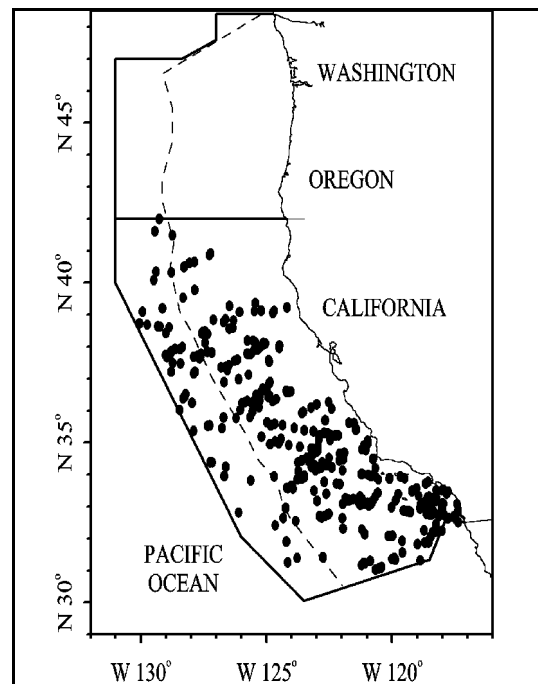 WASHINGTON
N 45°
OREGON
N 40°
CALIFORNIA
N 35°
PACIFIC
OCEAN
N 30°
W 130°
W 125°
W 120°